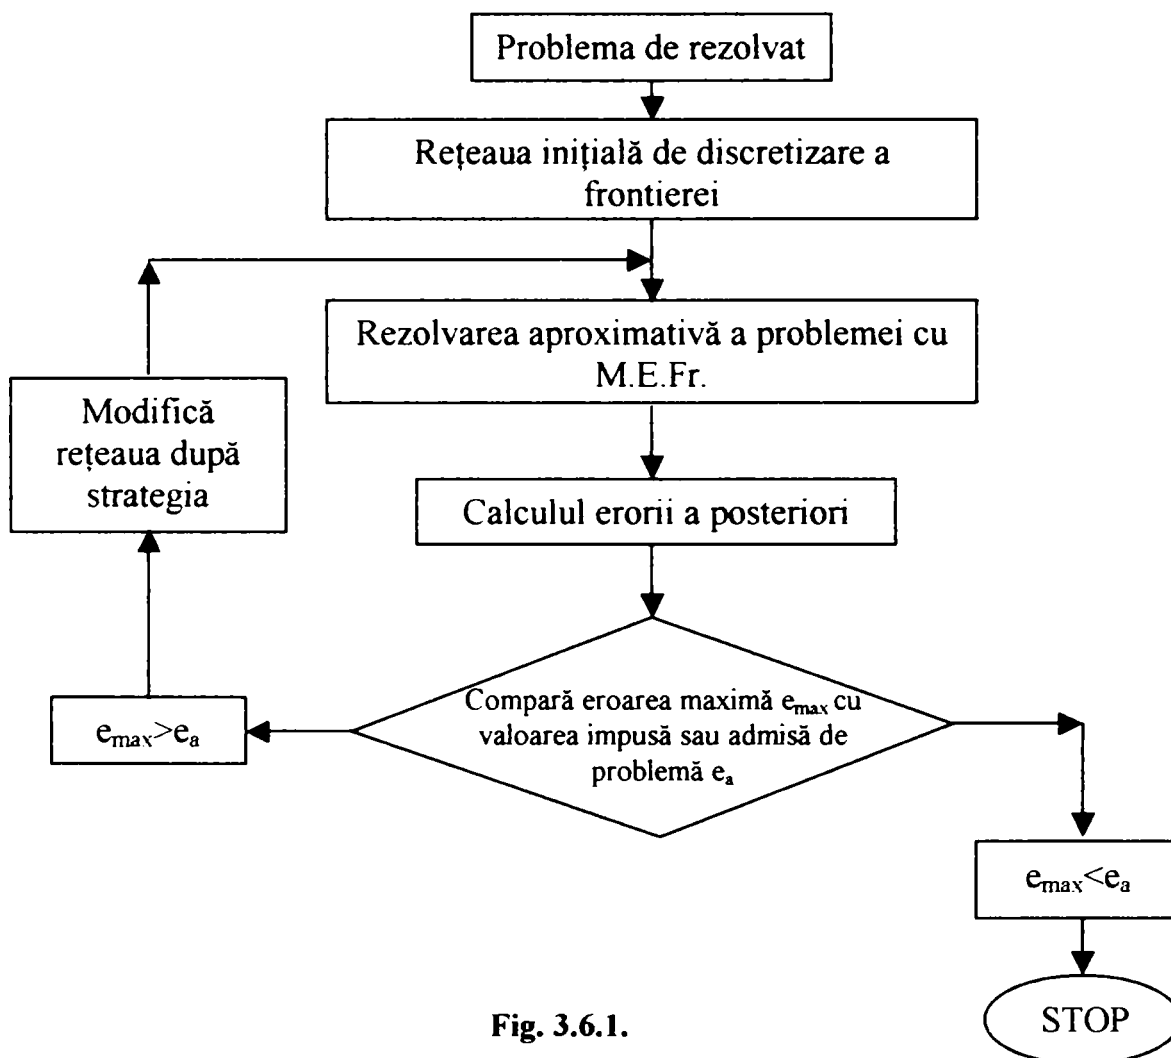 Problema de rezolvat
Rețeaua inițială de discretizare a
frontierei
Rezolvarea aproximativă a problemei cu
M.E.Fr.
Modifică
rețeaua după
strategia
Calculul erorii a posteriori
Compară eroarea maximă e_max cu
valoarea impusă sau admisă de
problemă e_a
e_max>e_a
e_max<e_a
STOP
Fig. 3.6.1.